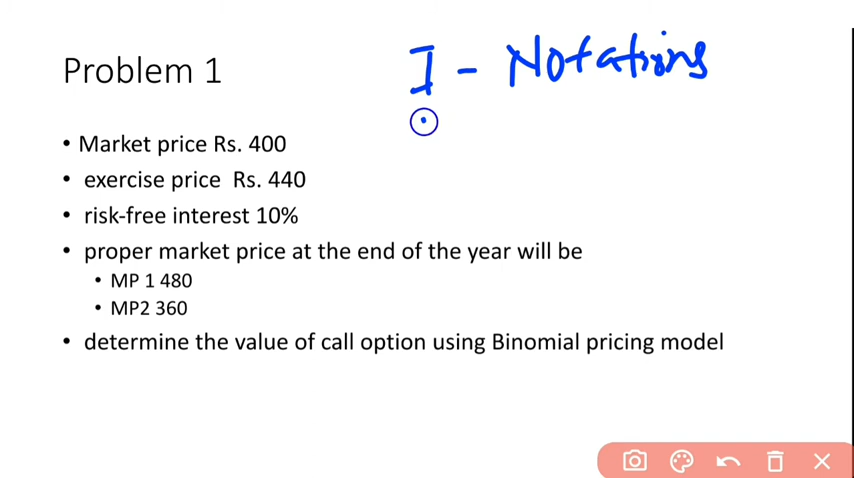 Problem 1
I - Notations
• Market price Rs. 400
• exercise price Rs. 440
• risk-free interest 10%
• proper market price at the end of the year will be
• MP 1 480
• MP2 360
• determine the value of call option using Binomial pricing model